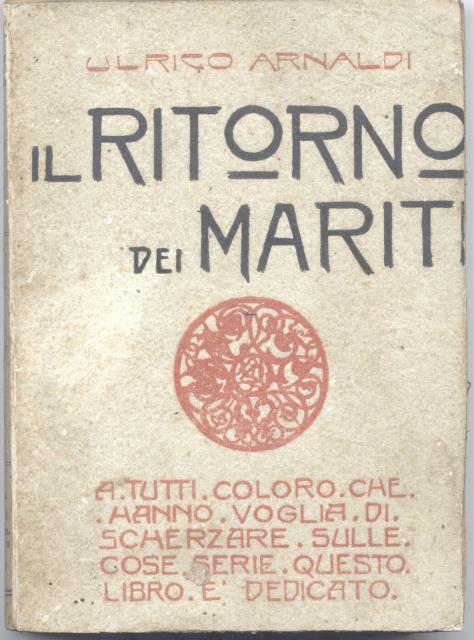 ULRICO ARNALDI
IL RITORNO
DEI MARITI
A.TUTTI.COLORO.CHE.
.HANNO.VOGLIA.DI.
SCHERZARE.SULLE.
COSE.SERIE.QUESTO.
LIBRO.E' DEDICATO.